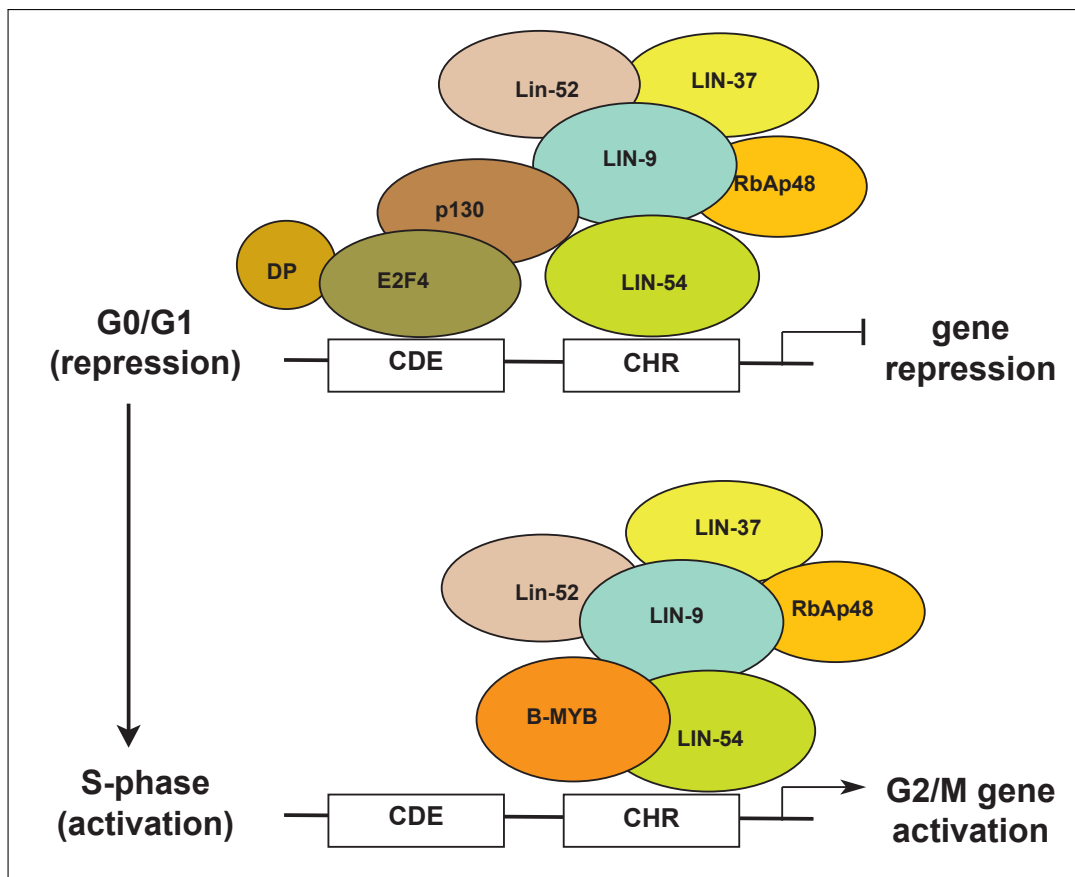 Lin-52
LIN-37
LIN-9
RbAp48
p130
DP
E2F4
LIN-54
G0/G1
(repression)
CDE
CHR
gene
repression
LIN-37
Lin-52
LIN-9
RbAp48
B-MYB
LIN-54
S-phase
(activation)
CDE
CHR
G2/M gene
activation